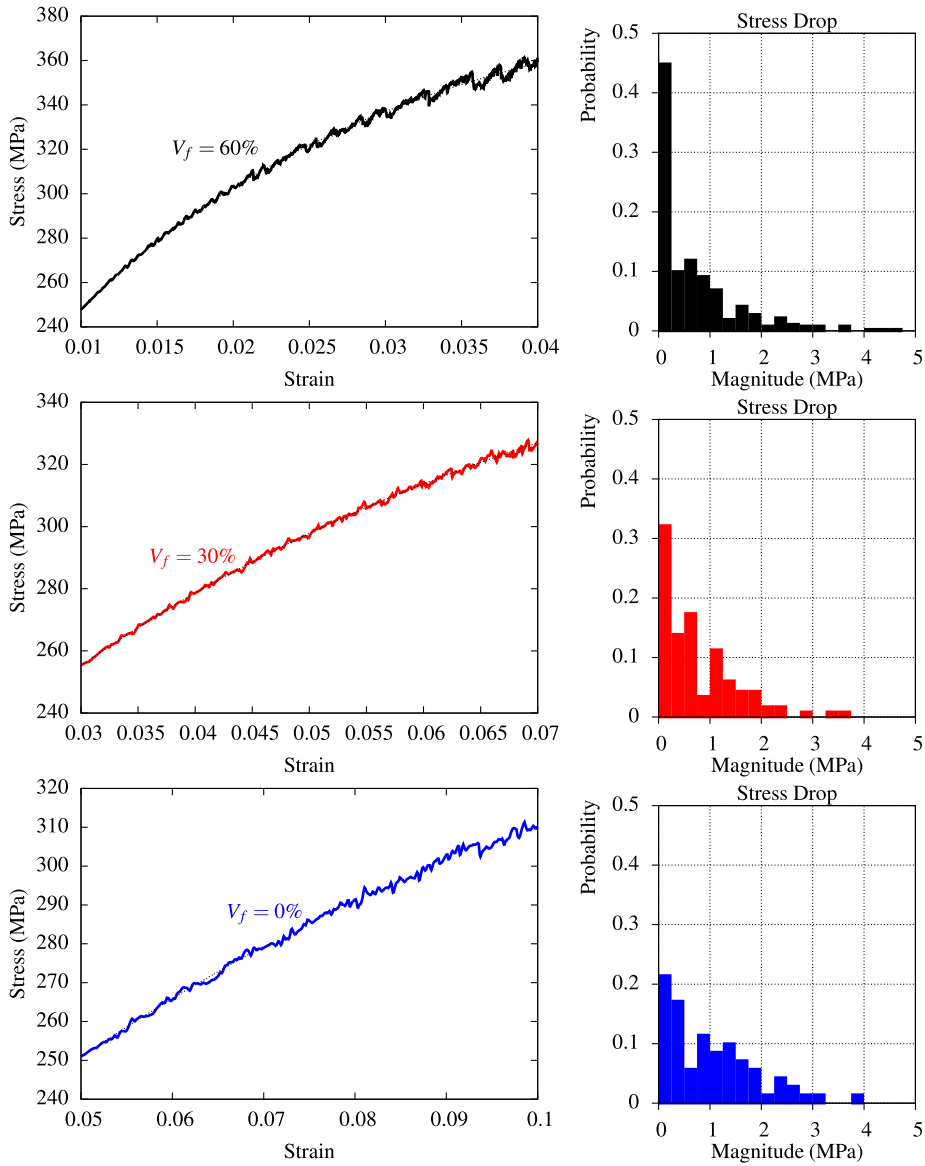 380
360
340
320
300
280
260
240
Stress (MPa)
V_f = 60%
0.01 0.015 0.02 0.025 0.03 0.035 0.04
Strain
Stress Drop
Probability
0.5
0.4
0.3
0.2
0.1
0
0 1 2 3 4 5
Magnitude (MPa)
340
320
300
280
260
240
Stress (MPa)
V_f = 30%
0.03 0.035 0.04 0.045 0.05 0.055 0.06 0.065 0.07
Strain
Stress Drop
Probability
0.5
0.4
0.3
0.2
0.1
0
0 1 2 3 4 5
Magnitude (MPa)
320
310
300
290
280
270
260
250
240
Stress (MPa)
V_f = 0%
0.05 0.06 0.07 0.08 0.09 0.1
Strain
Stress Drop
Probability
0.5
0.4
0.3
0.2
0.1
0
0 1 2 3 4 5
Magnitude (MPa)